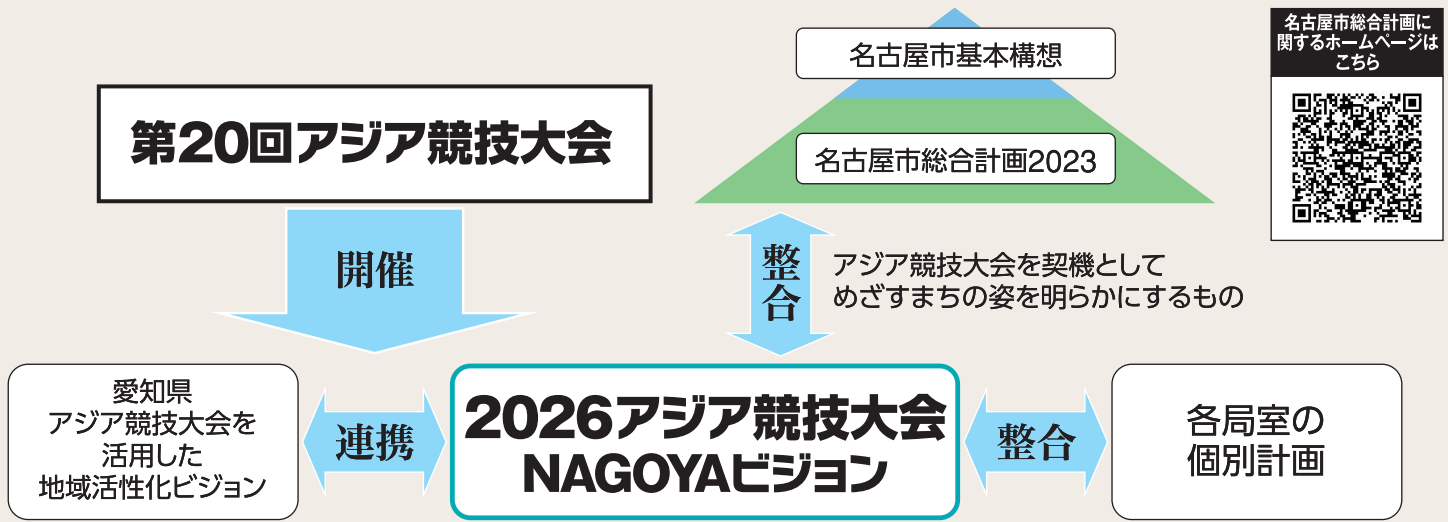 名古屋市基本構想
名古屋市総合計画2023
名古屋市総合計画に
関するホームページは
こちら
第20回アジア競技大会
開催
整合
アジア競技大会を契機として
めざすまちの姿を明らかにするもの
愛知県
アジア競技大会を
活用した
地域活性化ビジョン
連携
2026アジア競技大会
NAGOYAビジョン
整合
各局室の
個別計画